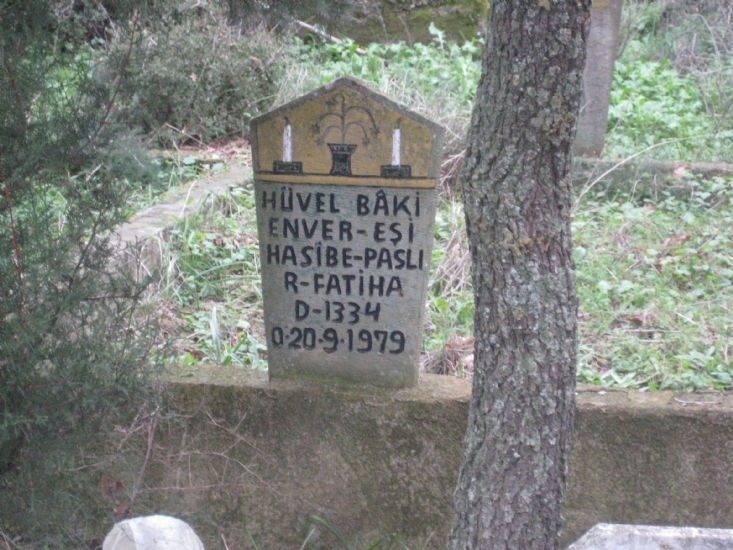 HÜVEL BÂKİ
ENVER-EŞİ
HASİBE-PASLI
R-FATİHA
D-1334
Ö.20.9.1979